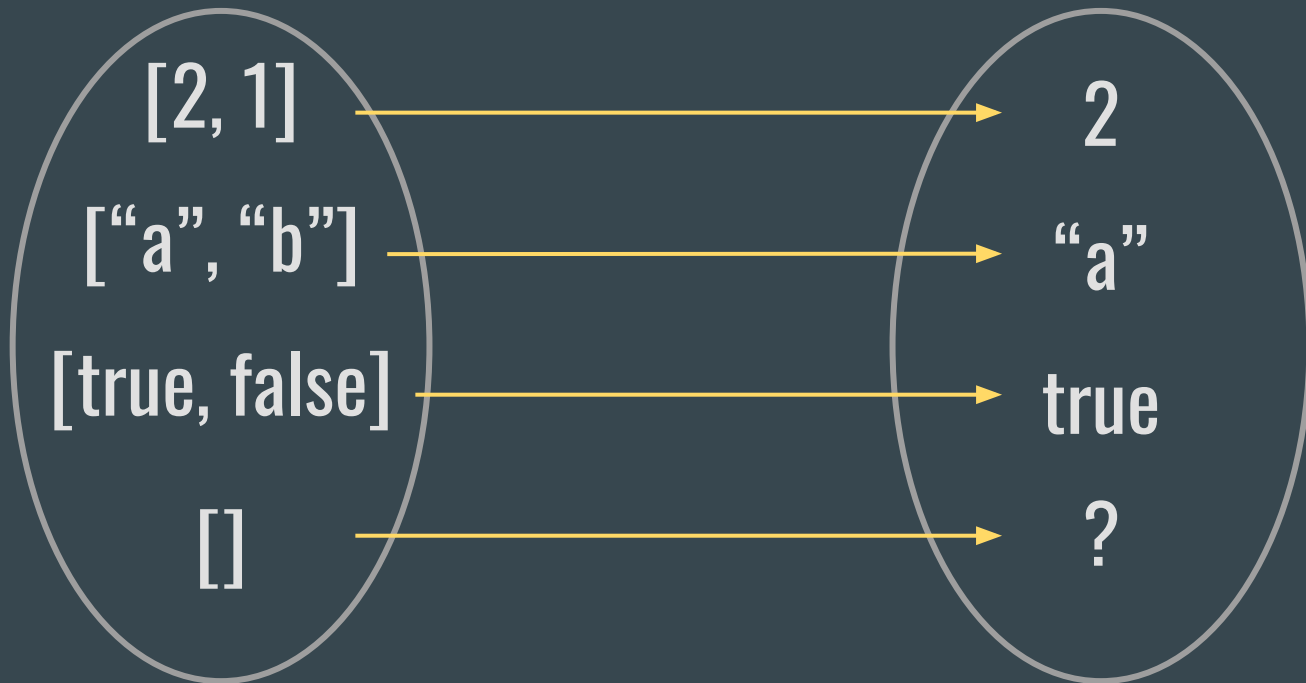 [2, 1]
2
[“a”, “b”]
“a”
[true, false]
true
[]
?